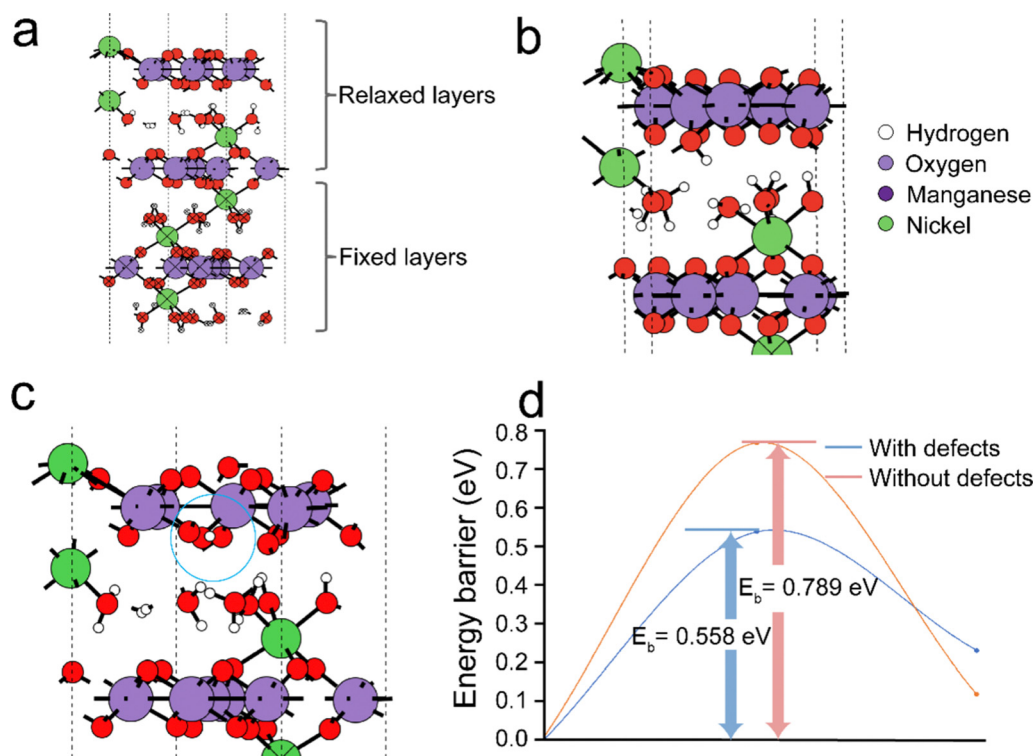 a
Relaxed layers
Fixed layers
b
Hydrogen
Oxygen
Manganese
Nickel
c
d
Energy barrier (eV)
0.8
0.7
0.6
0.5
0.4
0.3
0.2
0.1
0.0
With defects
Without defects
E_b= 0.789 eV
E_b= 0.558 eV